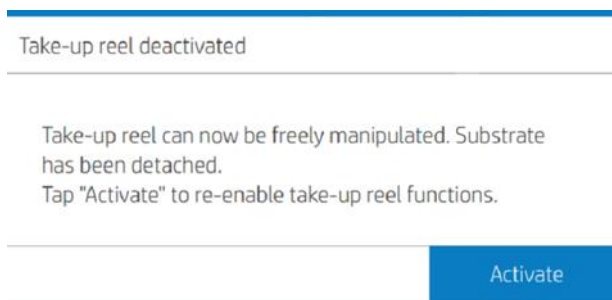 Take-up reel deactivated
Take-up reel can now be freely manipulated. Substrate
has been detached.
Tap "Activate" to re-enable take-up reel functions.
Activate